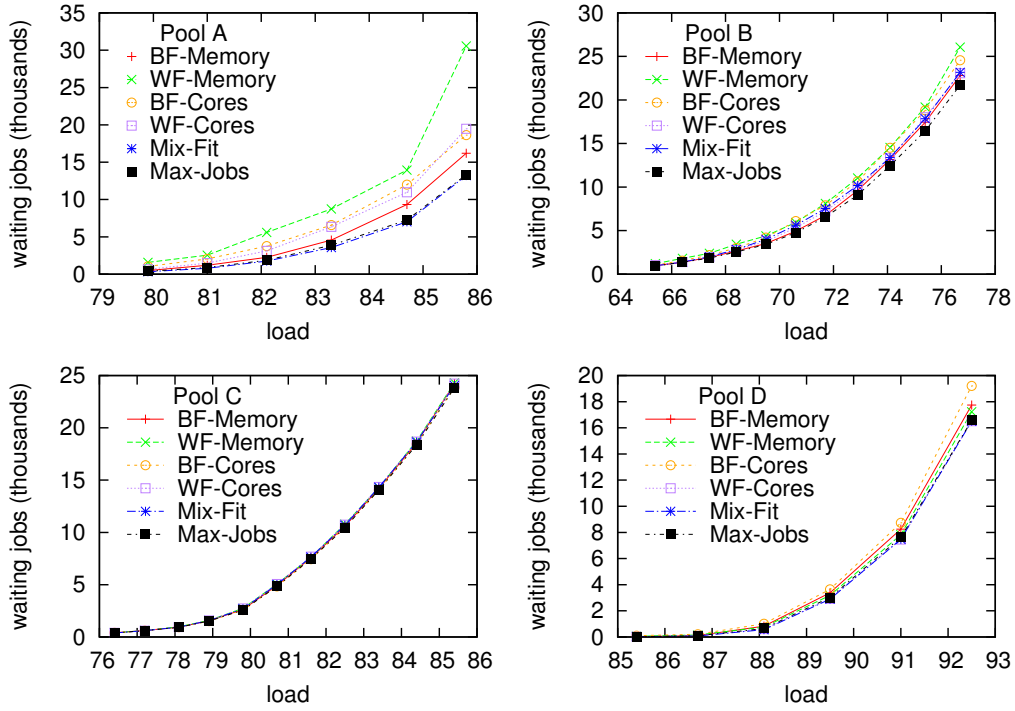 Pool A
BF-Memory
WF-Memory
BF-Cores
WF-Cores
Mix-Fit
Max-Jobs
waiting jobs (thousands)
35
30
25
20
15
10
5
0
79 80 81 82 83 84 85 86
load
Pool B
BF-Memory
WF-Memory
BF-Cores
WF-Cores
Mix-Fit
Max-Jobs
waiting jobs (thousands)
30
25
20
15
10
5
0
64 66 68 70 72 74 76 78
load
Pool C
BF-Memory
WF-Memory
BF-Cores
WF-Cores
Mix-Fit
Max-Jobs
waiting jobs (thousands)
25
20
15
10
5
0
76 77 78 79 80 81 82 83 84 85 86
load
Pool D
BF-Memory
WF-Memory
BF-Cores
WF-Cores
Mix-Fit
Max-Jobs
waiting jobs (thousands)
20
18
16
14
12
10
8
6
4
2
0
85 86 87 88 89 90 91 92 93
load